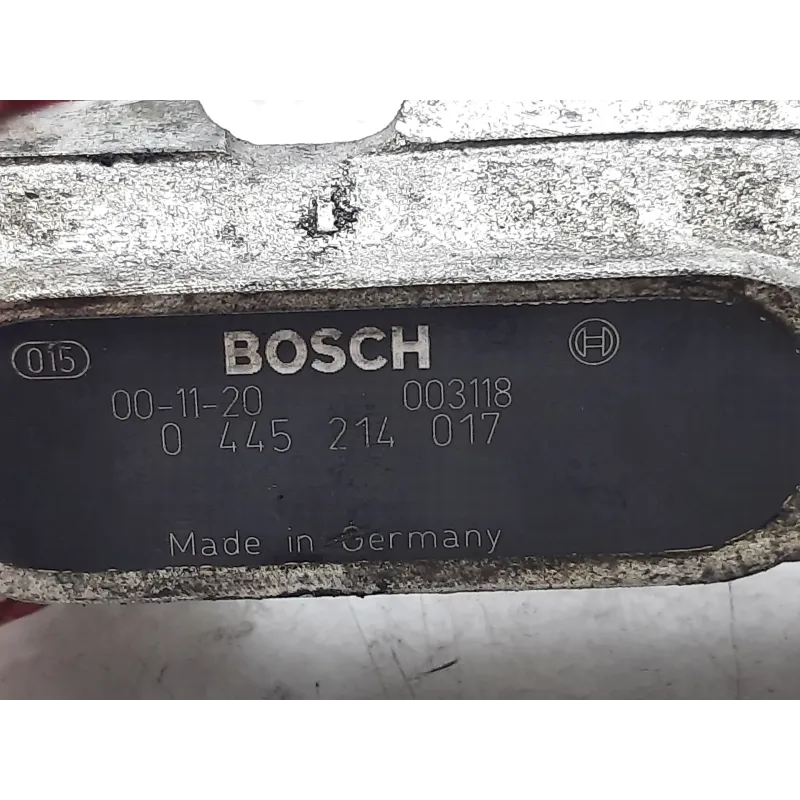 015 BOSCH
00-11-20 003118
0 445 214 017
Made in Germany